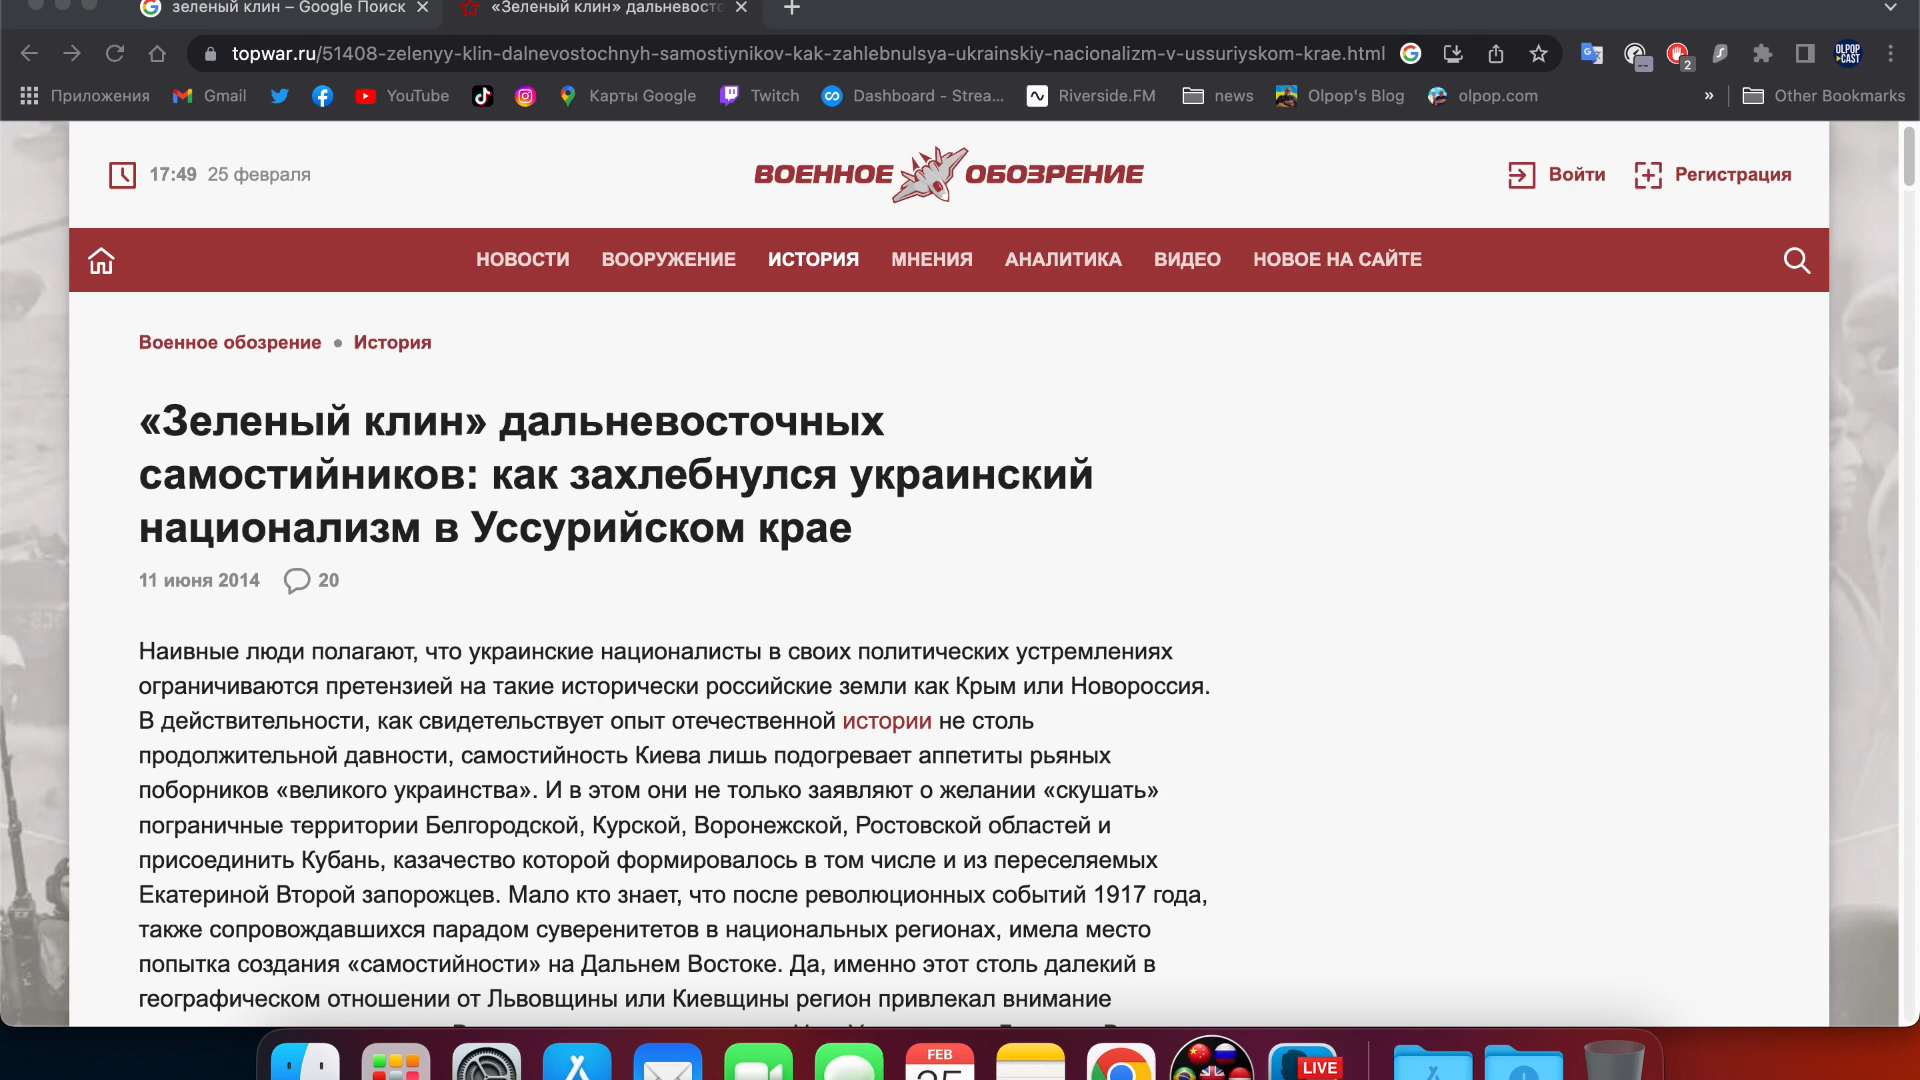 зеленый клин – Google Поиск
«Зеленый клин» дальневосто
topwar.ru/51408-zelenyy-klin-dalnevostochnyh-samostiynikov-kak-zahlebnulsya-ukrainskiy-nacionalizm-v-ussuriyskom-krae.html
2
OLPOP CAST
Приложения Gmail YouTube Карты Google Twitch Dashboard - Strea... Riverside.FM news Olpop's Blog olpop.com » Other Bookmarks
17:49 25 февраля
ВОЕННОЕ ОБОЗРЕНИЕ
Войти Регистрация
НОВОСТИ ВООРУЖЕНИЕ ИСТОРИЯ МНЕНИЯ АНАЛИТИКА ВИДЕО НОВОЕ НА САЙТЕ
Военное обозрение • История
«Зеленый клин» дальневосточных
самостийников: как захлебнулся украинский
национализм в Уссурийском крае
11 июня 2014 20
Наивные люди полагают, что украинские националисты в своих политических устремлениях
ограничиваются претензией на такие исторически российские земли как Крым или Новороссия.
В действительности, как свидетельствует опыт отечественной истории не столь
продолжительной давности, самостийность Киева лишь подогревает аппетиты рьяных
поборников «великого украинства». И в этом они не только заявляют о желании «скушать»
пограничные территории Белгородской, Курской, Воронежской, Ростовской областей и
присоединить Кубань, казачество которой формировалось в том числе и из переселяемых
Екатериной Второй запорожцев. Мало кто знает, что после революционных событий 1917 года,
также сопровождавшихся парадом суверенитетов в национальных регионах, имела место
попытка создания «самостийности» на Дальнем Востоке. Да, именно этот столь далекий в
географическом отношении от Львовщины или Киевщины регион привлекал внимание
FEB
LIVE